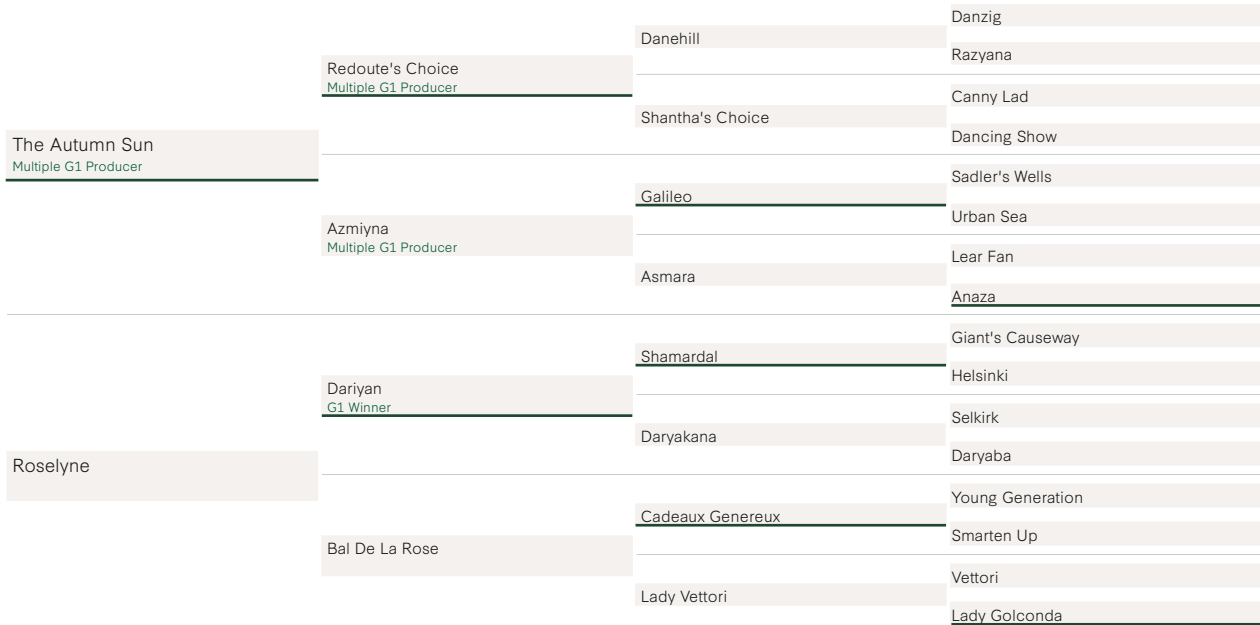 The Autumn Sun
Multiple G1 Producer
Roselyne
Redoute's Choice
Multiple G1 Producer
Azmiyna
Multiple G1 Producer
Dariyan
G1 Winner
Bal De La Rose
Danehill
Shantha's Choice
Galileo
Asmara
Shamardal
Daryakana
Cadeaux Genereux
Lady Vettori
Danzig
Razyana
Canny Lad
Dancing Show
Sadler's Wells
Urban Sea
Lear Fan
Anaza
Giant's Causeway
Helsinki
Selkirk
Daryaba
Young Generation
Smarten Up
Vettori
Lady Golconda